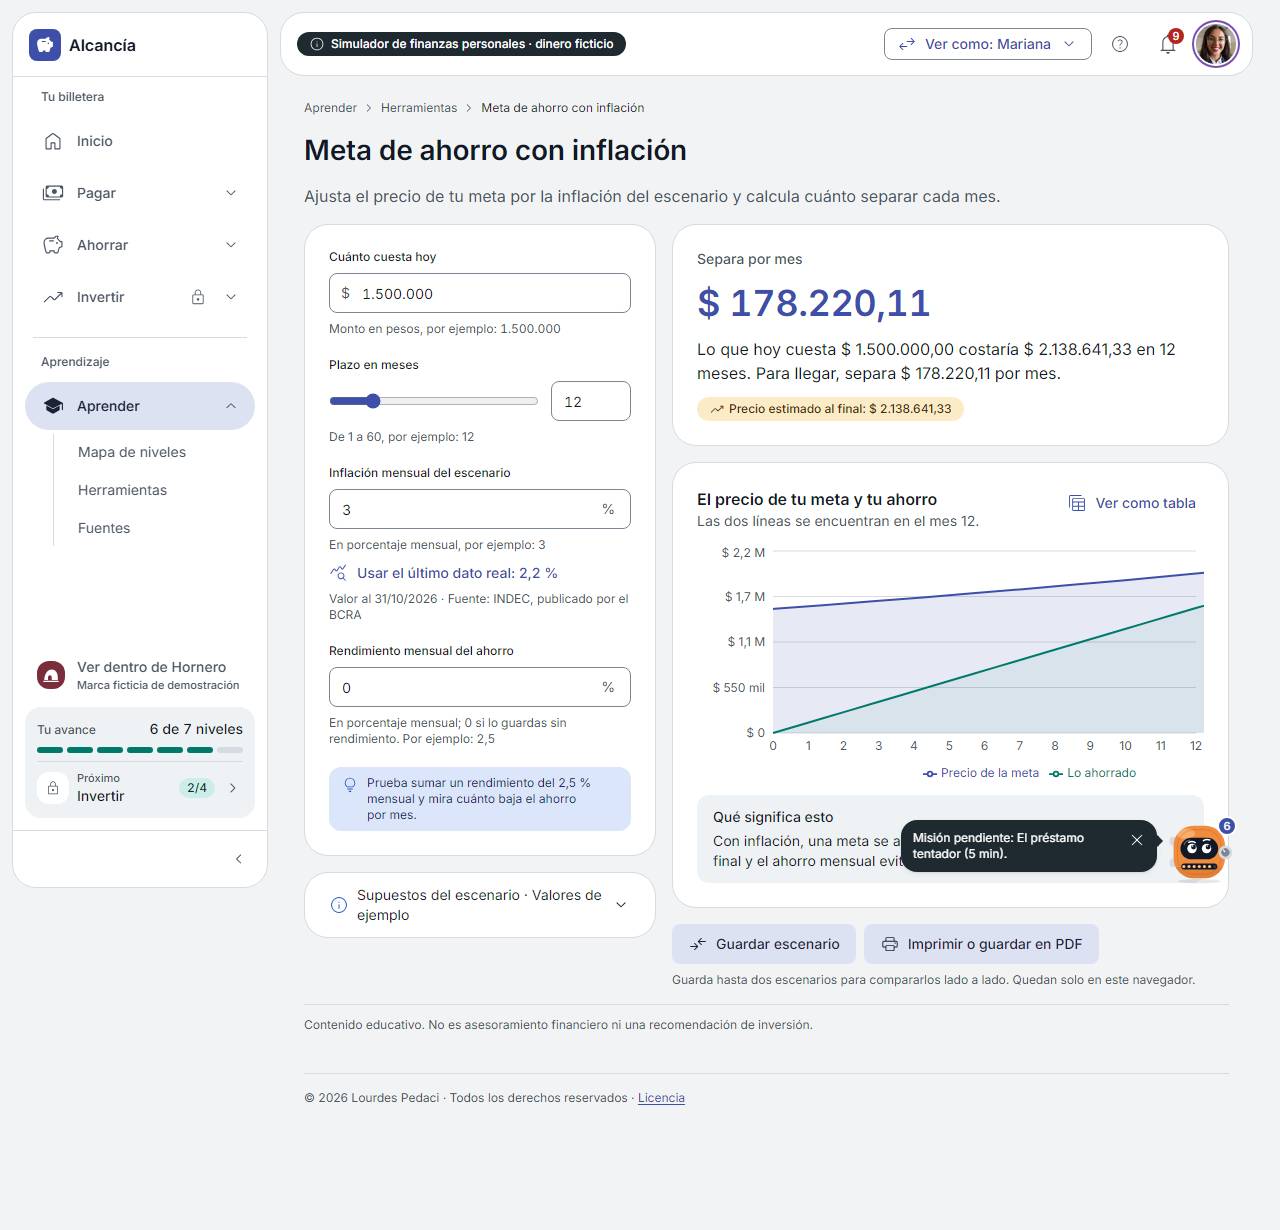 Alcancía
Simulador de finanzas personales · dinero ficticio
Ver como: Mariana
9
Tu billetera
Inicio
Pagar
Ahorrar
Invertir
Aprendizaje
Aprender
Mapa de niveles
Herramientas
Fuentes
Ver dentro de Hornero
Marca ficticia de demostración
Tu avance
6 de 7 niveles
Próximo
Invertir
2/4
Aprender
Herramientas
Meta de ahorro con inflación
Meta de ahorro con inflación
Ajusta el precio de tu meta por la inflación del escenario y calcula cuánto separar cada mes.
Cuánto cuesta hoy
$ 1.500.000
Monto en pesos, por ejemplo: 1.500.000
Plazo en meses
12
De 1 a 60, por ejemplo: 12
Inflación mensual del escenario
3 %
En porcentaje mensual, por ejemplo: 3
Usar el último dato real: 2,2 %
Valor al 31/10/2026 · Fuente: INDEC, publicado por el
BCRA
Rendimiento mensual del ahorro
0 %
En porcentaje mensual; 0 si lo guardas sin
rendimiento. Por ejemplo: 2,5
Prueba sumar un rendimiento del 2,5 %
mensual y mira cuánto baja el ahorro
por mes.
Supuestos del escenario · Valores de
ejemplo
Separa por mes
$ 178.220,11
Lo que hoy cuesta $ 1.500.000,00 costaría $ 2.138.641,33 en 12
meses. Para llegar, separa $ 178.220,11 por mes.
Precio estimado al final: $ 2.138.641,33
El precio de tu meta y tu ahorro
Las dos líneas se encuentran en el mes 12.
Ver como tabla
$ 2,2 M
$ 1,7 M
$ 1,1 M
$ 550 mil
$ 0
0 1 2 3 4 5 6 7 8 9 10 11 12
Precio de la meta
Lo ahorrado
Qué significa esto
Con inflación, una meta se a
final y el ahorro mensual evit
Misión pendiente: El préstamo
tentador (5 min).
6
Guardar escenario
Imprimir o guardar en PDF
Guarda hasta dos escenarios para compararlos lado a lado. Quedan solo en este navegador.
Contenido educativo. No es asesoramiento financiero ni una recomendación de inversión.
© 2026 Lourdes Pedaci · Todos los derechos reservados · Licencia